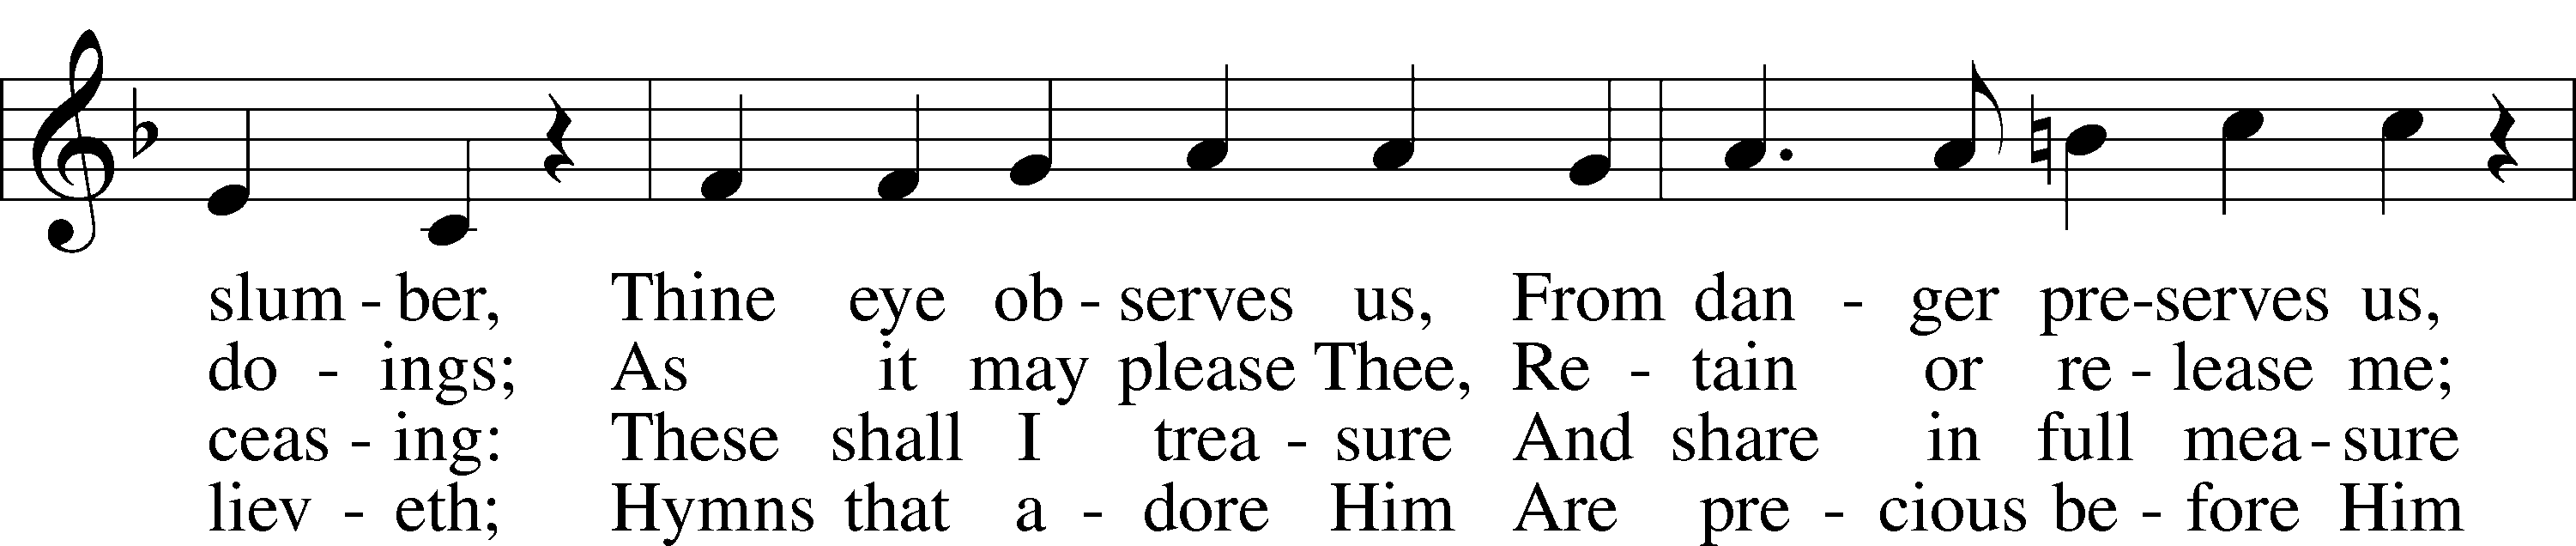 slum - ber, Thine eye ob - serves us, From dan - ger pre-serves us,
do - ings; As it may please Thee, Re - tain or re - lease me;
ceas - ing: These shall I trea - sure And share in full mea - sure
liev - eth; Hymns that a - dore Him Are pre - cious be - fore Him